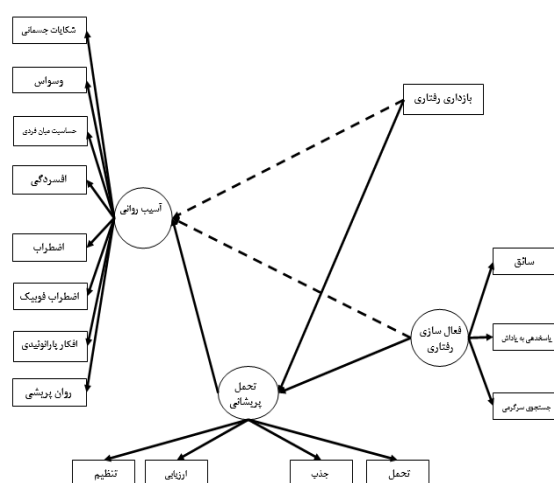 شکایات جسمانی
وسواس
حساسیت میان فردی
افسردگی
اضطراب
اضطراب فوبیک
افکار پارانوئیدی
روان پریشی
آسیب روانی
بازداری رفتاری
سائق
پاسخدهی به پاداش
جستجوی سرگرمی
فعال سازی
رفتاری
تحمل
پریشانی
تحمل
جذب
ارزیابی
تنظیم